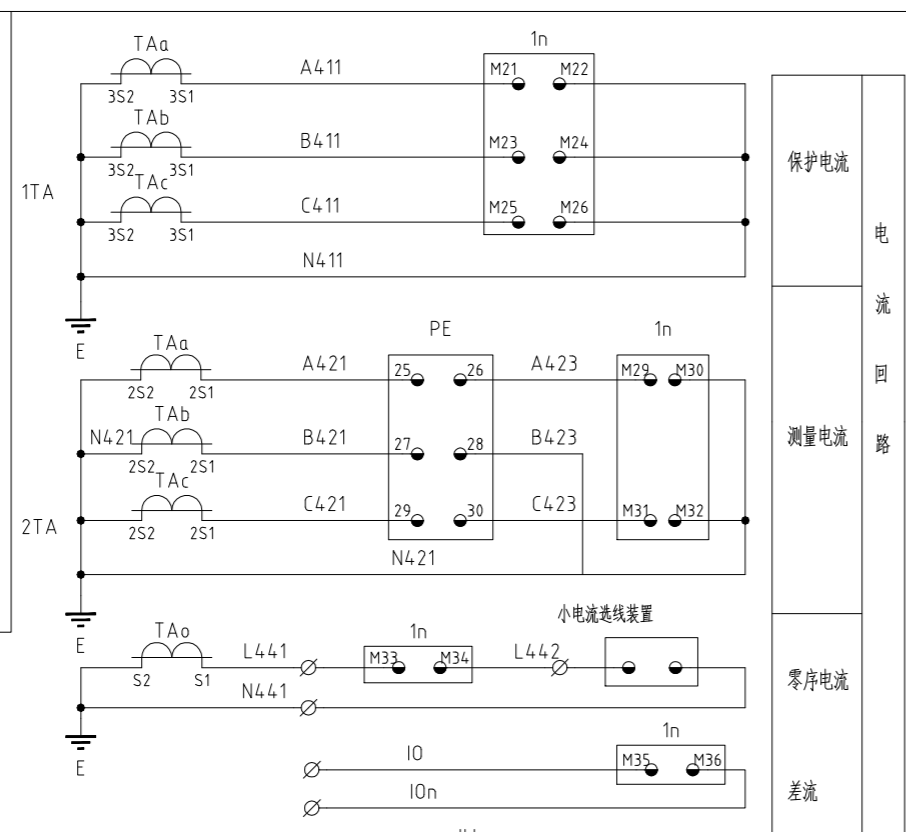 TAa
A411
1n
M21
M22
3S2
3S1
TAb
B411
M23
M24
保护电流
3S2
3S1
TAc
1TA
C411
M25
M26
3S2
3S1
电流回路
N411
E
TAa
PE
1n
A421
25
26
A423
M29
M30
2S2
2S1
TAb
N421
B421
27
28
B423
测量电流
2S2
2S1
TAc
2TA
C421
29
30
C423
M31
M32
2S2
2S1
N421
E
小电流选线装置
TAo
L441
1n
M33
M34
L442
S2
S1
零序电流
N441
E
1n
IO
M35
M36
IOn
差流